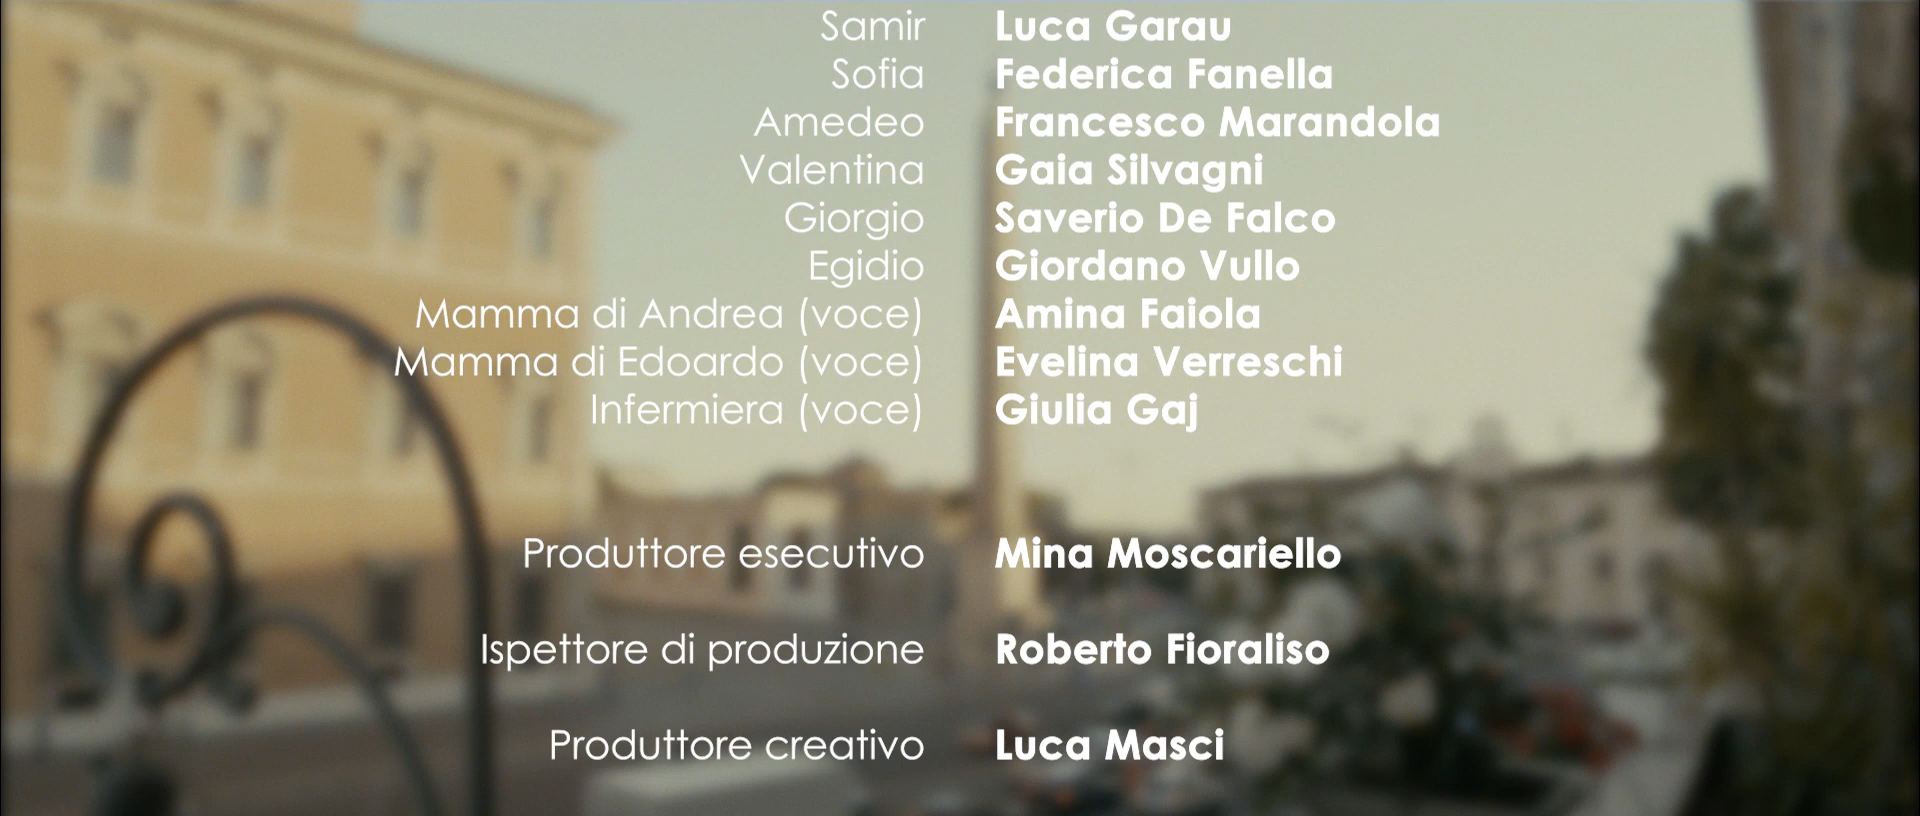 Samir Luca Garau
Sofia Federica Fanella
Amedeo Francesco Marandola
Valentina Gaia Silvagni
Giorgio Saverio De Falco
Egidio Giordano Vullo
Mamma di Andrea (voce) Amina Faiola
Mamma di Edoardo (voce) Evelina Verreschi
Infermiera (voce) Giulia Gaj
Produttore esecutivo Mina Moscariello
Ispettore di produzione Roberto Fioraliso
Produttore creativo Luca Masci